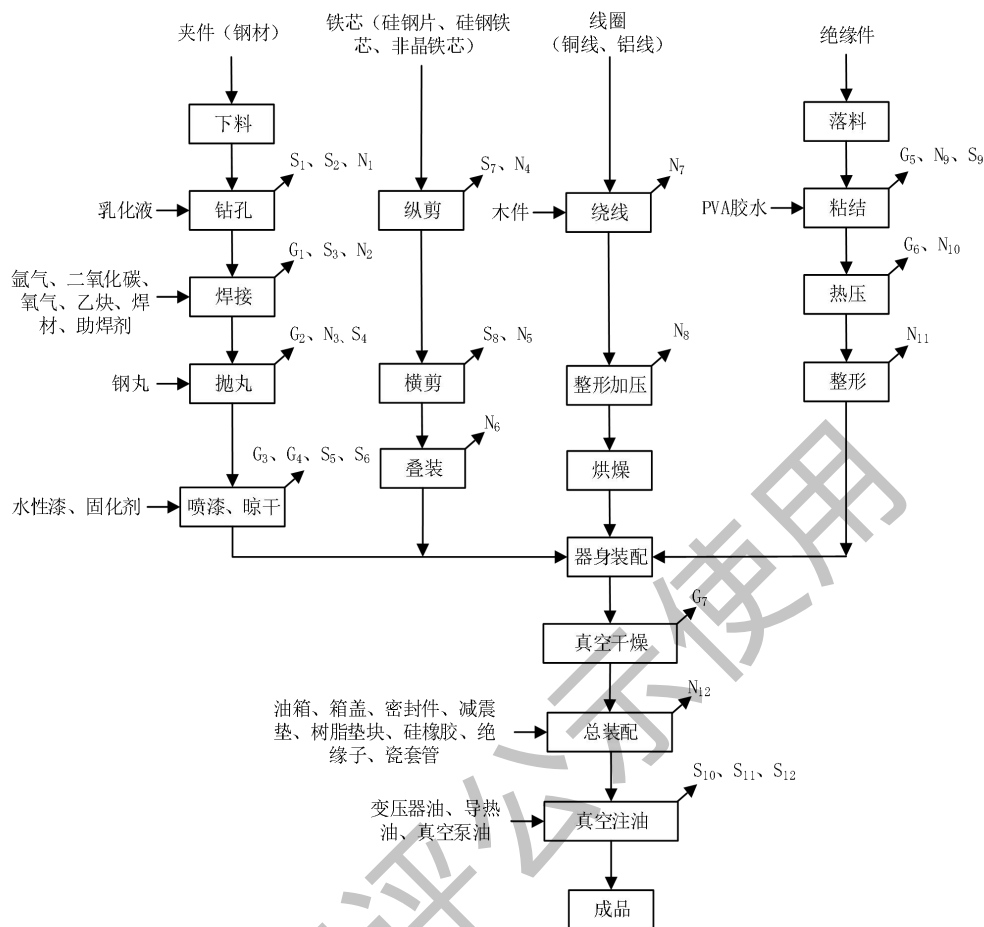 夹件（钢材）
铁芯（硅钢片、硅钢铁
芯、非晶铁芯）
线圈
（铜线、铝线）
绝缘件
下料
落料
S₁、S₂、N₁
S₇、N₄
N₇
G₅、N₉、S₉
乳化液
钻孔
纵剪
木件
绕线
PVA胶水
粘结
G₁、S₃、N₂
G₆、N₁₀
氩气、二氧化碳、
氧气、乙炔、焊
材、助焊剂
焊接
热压
G₂、N₃、S₄
S₈、N₅
N₈
N₁₁
钢丸
抛丸
横剪
整形加压
整形
N₆
G₃、G₄、S₅、S₆
叠装
烘燥
水性漆、固化剂
喷漆、晾干
器身装配
G₇
真空干燥
N₁₂
油箱、箱盖、密封件、减震
垫、树脂垫块、硅橡胶、绝
缘子、瓷套管
总装配
S₁₀、S₁₁、S₁₂
变压器油、导热
油、真空泵油
真空注油
成品
评公示使用